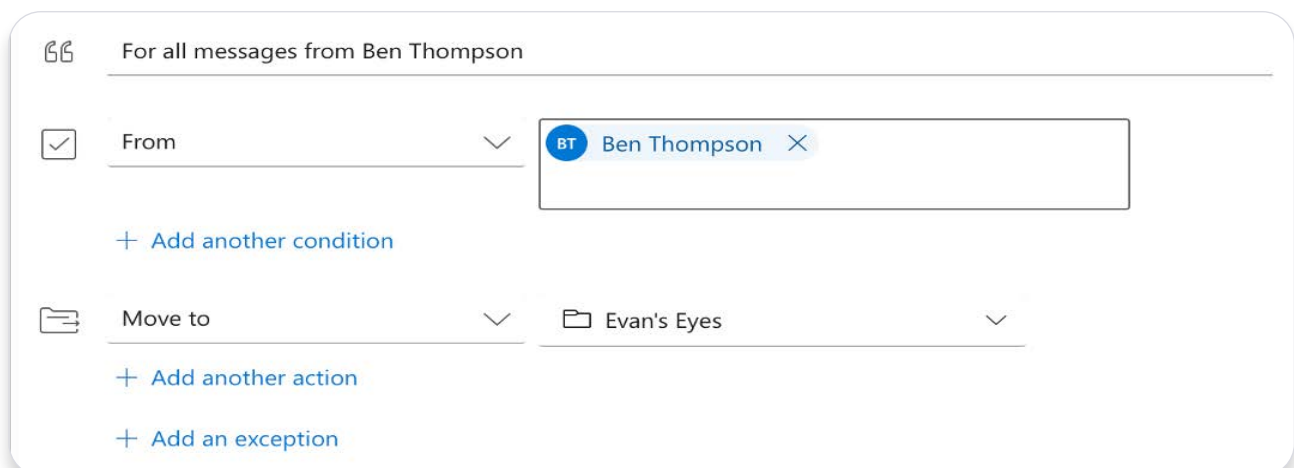 For all messages from Ben Thompson
From
BT Ben Thompson
+ Add another condition
Move to
Evan's Eyes
+ Add another action
+ Add an exception